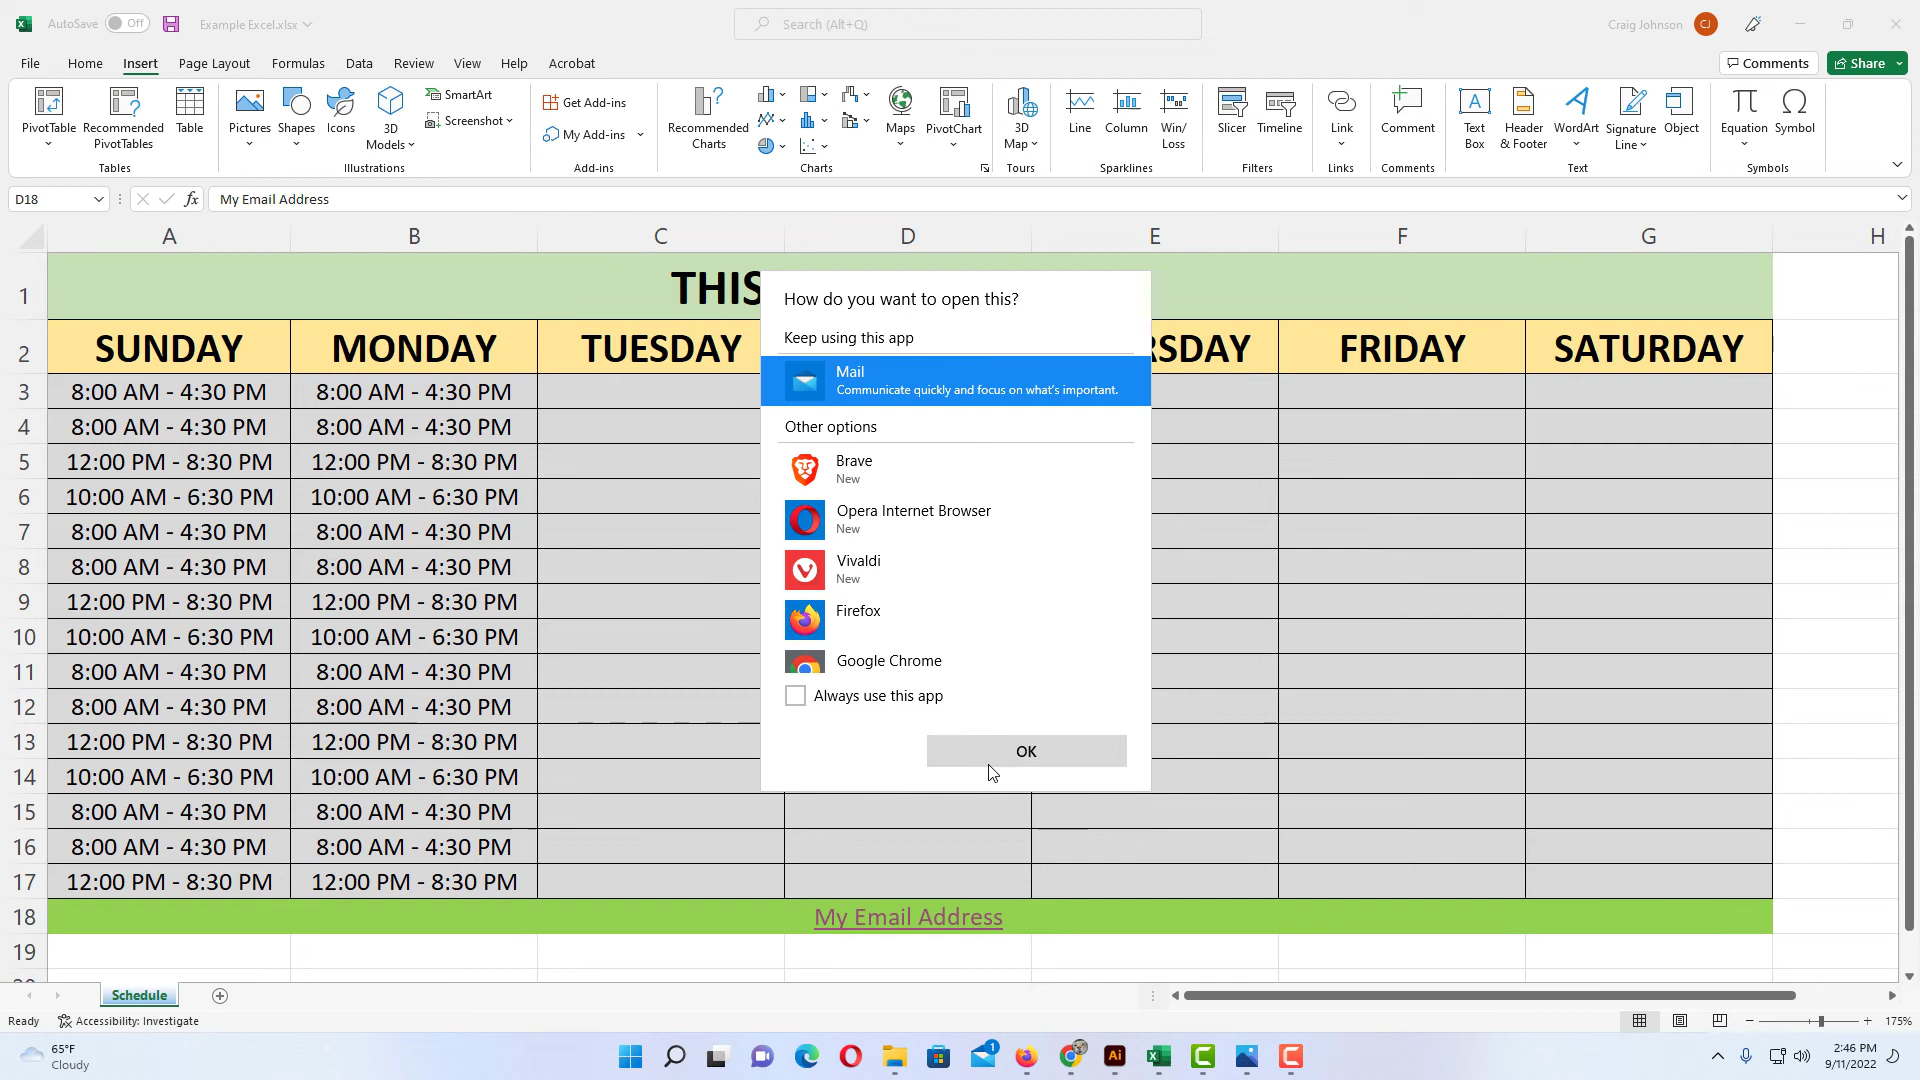 AutoSave Off Example Excel.xlsx Search (Alt+Q) Craig Johnson CJ
File Home Insert Page Layout Formulas Data Review View Help Acrobat Comments Share
PivotTable Recommended PivotTables Table
Pictures Shapes Icons 3D Models SmartArt Screenshot
Get Add-ins My Add-ins
Recommended Charts Maps PivotChart
3D Map Line Column Win/ Loss
Slicer Timeline Link Comment
Text Box Header & Footer WordArt Signature Line Object
Equation Symbol
Tables Illustrations Add-ins Charts Tours Sparklines Filters Links Comments Text Symbols
D18 fx My Email Address
A B C D E F G H
1 THIS
2 SUNDAY MONDAY TUESDAY RSDAY FRIDAY SATURDAY
3 8:00 AM - 4:30 PM 8:00 AM - 4:30 PM
4 8:00 AM - 4:30 PM 8:00 AM - 4:30 PM
5 12:00 PM - 8:30 PM 12:00 PM - 8:30 PM
6 10:00 AM - 6:30 PM 10:00 AM - 6:30 PM
7 8:00 AM - 4:30 PM 8:00 AM - 4:30 PM
8 8:00 AM - 4:30 PM 8:00 AM - 4:30 PM
9 12:00 PM - 8:30 PM 12:00 PM - 8:30 PM
10 10:00 AM - 6:30 PM 10:00 AM - 6:30 PM
11 8:00 AM - 4:30 PM 8:00 AM - 4:30 PM
12 8:00 AM - 4:30 PM 8:00 AM - 4:30 PM
13 12:00 PM - 8:30 PM 12:00 PM - 8:30 PM
14 10:00 AM - 6:30 PM 10:00 AM - 6:30 PM
15 8:00 AM - 4:30 PM 8:00 AM - 4:30 PM
16 8:00 AM - 4:30 PM 8:00 AM - 4:30 PM
17 12:00 PM - 8:30 PM 12:00 PM - 8:30 PM
18 My Email Address
19
How do you want to open this?
Keep using this app
Mail
Communicate quickly and focus on what's important.
Other options
Brave
New
Opera Internet Browser
New
Vivaldi
New
Firefox
Google Chrome
Always use this app
OK
Schedule
Ready Accessibility: Investigate 175%
65°F
Cloudy
1
Ai
2:46 PM
9/11/2022